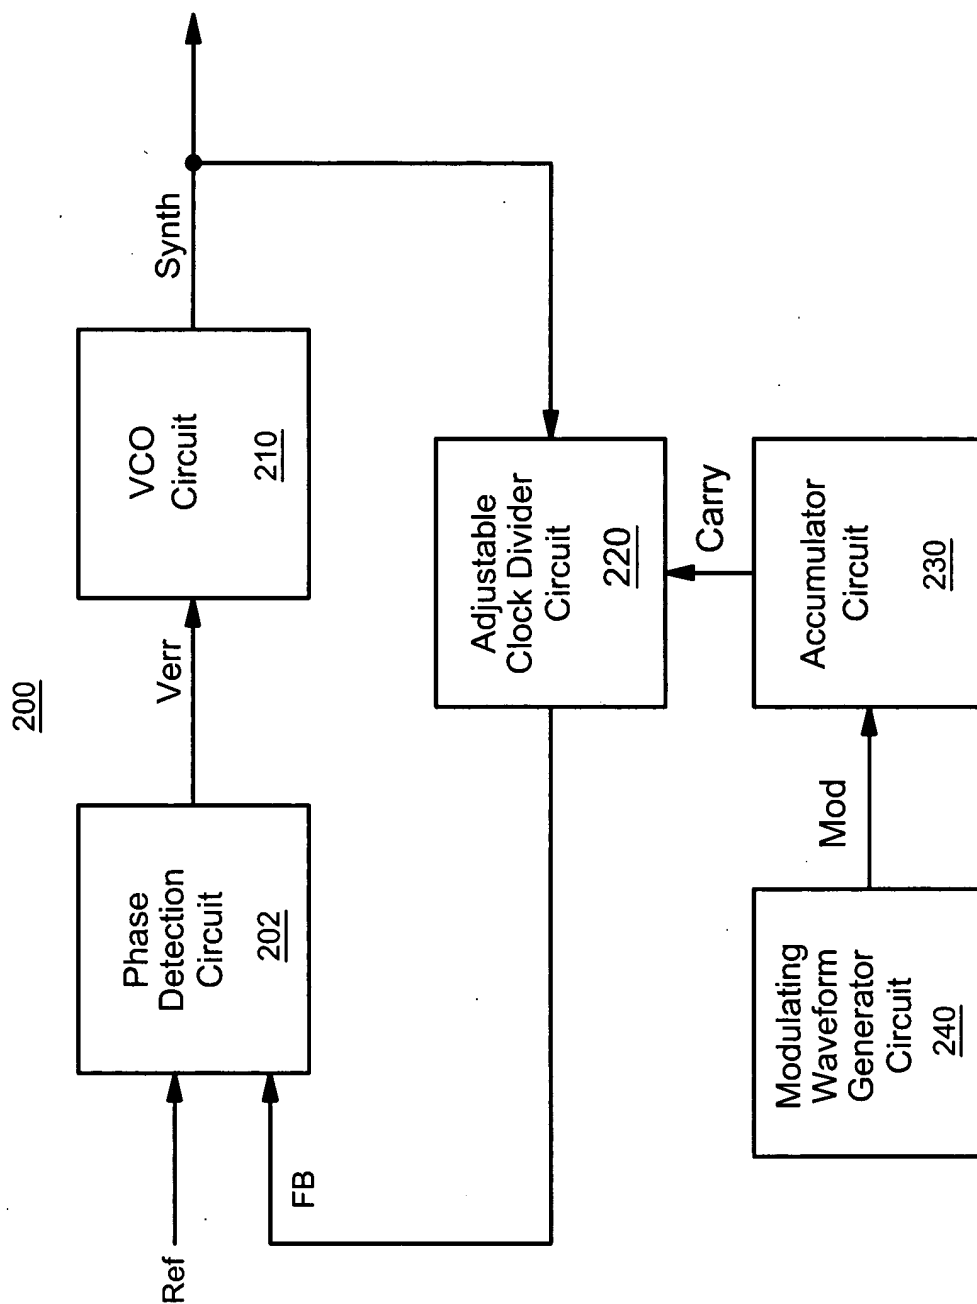 200
Ref
FB
Phase
Detection
Circuit
202
Verr
VCO
Circuit
210
Synth
Adjustable
Clock Divider
Circuit
220
Carry
Modulating
Waveform
Generator
Circuit
240
Mod
Accumulator
Circuit
230